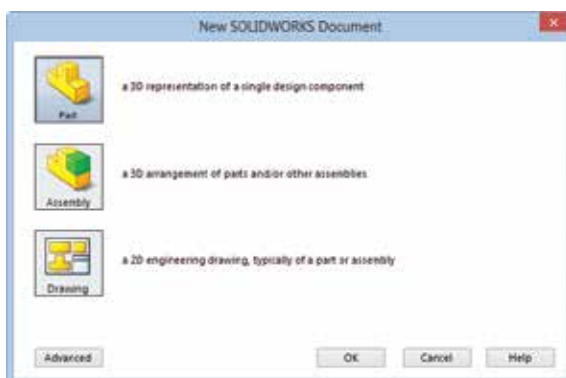 New SOLIDWORKS Document
a 3D representation of a single design component
Part
a 3D arrangement of parts and/or other assemblies
Assembly
a 2D engineering drawing, typically of a part or assembly
Drawing
Advanced OK Cancel Help